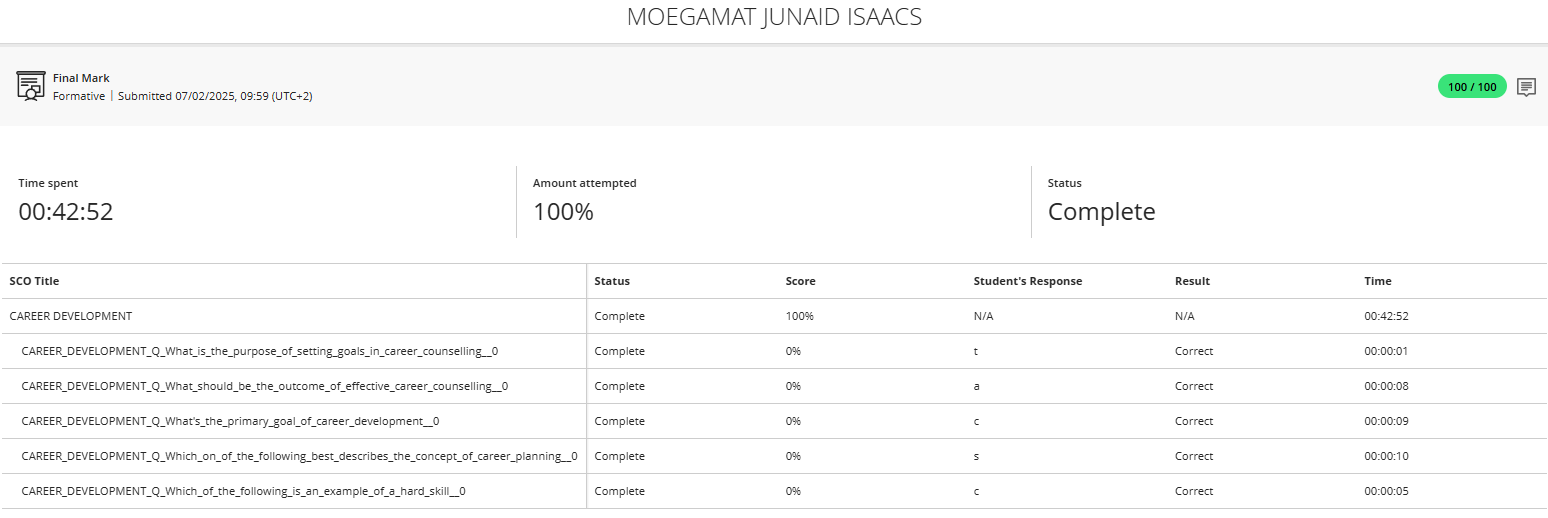 MOEGAMAT JUNAID ISAACS
Final Mark
Formative | Submitted 07/02/2025, 09:59 (UTC+2)
100 / 100
Time spent
00:42:52
Amount attempted
100%
Status
Complete
SCO Title Status Score Student's Response Result Time
CAREER DEVELOPMENT Complete 100% N/A N/A 00:42:52
CAREER_DEVELOPMENT_Q_What_is_the_purpose_of_setting_goals_in_career_counselling__0 Complete 0% t Correct 00:00:01
CAREER_DEVELOPMENT_Q_What_should_be_the_outcome_of_effective_career_counselling__0 Complete 0% a Correct 00:00:08
CAREER_DEVELOPMENT_Q_What's_the_primary_goal_of_career_development__0 Complete 0% c Correct 00:00:09
CAREER_DEVELOPMENT_Q_Which_on_of_the_following_best_describes_the_concept_of_career_planning__0 Complete 0% s Correct 00:00:10
CAREER_DEVELOPMENT_Q_Which_of_the_following_is_an_example_of_a_hard_skill__0 Complete 0% c Correct 00:00:05